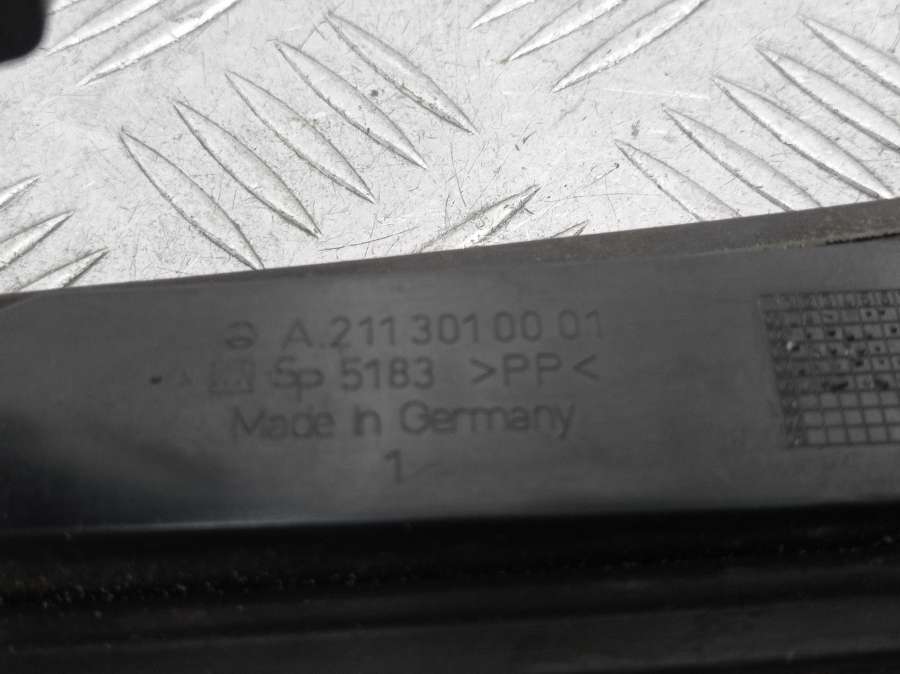 A 211 301 00 01
Sp 5183 >PP<
Made in Germany
1